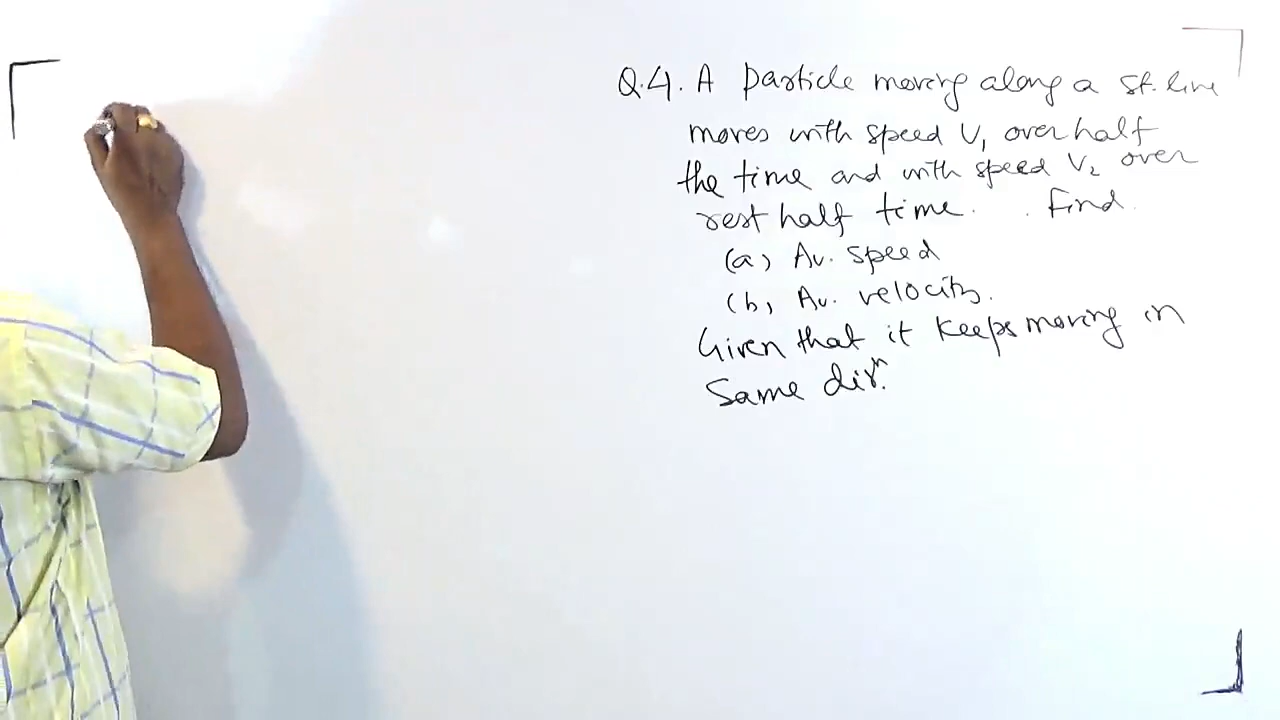 Q.4. A particle moving along a st. line
moves with speed V₁ over half
the time and with speed V₂ over
rest half time. . Find.
(a) Av. speed
(b) Av. velocity.
Given that it keeps moving in
Same dirⁿ.